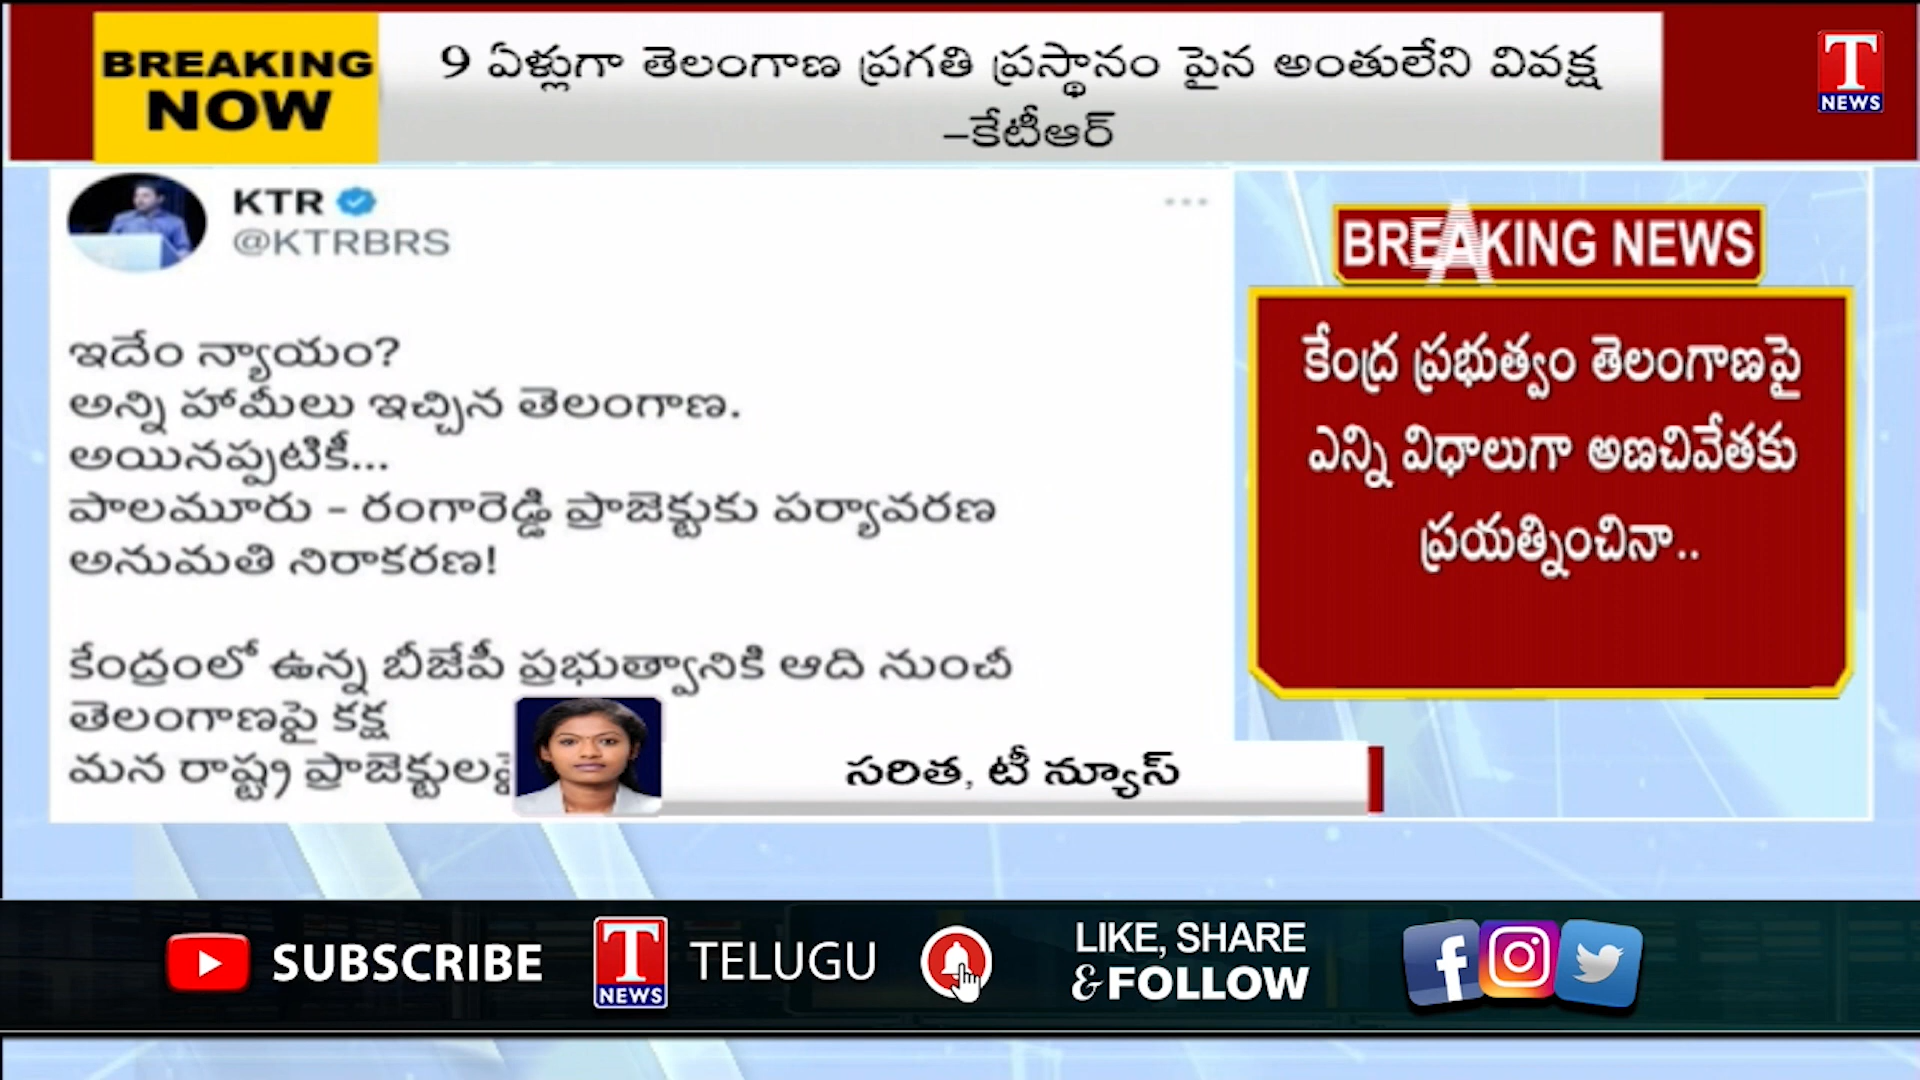 BREAKING
NOW
9 ఏళ్లుగా తెలంగాణ ప్రగతి ప్రస్థానం పైన అంతులేని వివక్ష
–కేటీఆర్
T
NEWS
KTR
@KTRBRS
ఇదేం న్యాయం?
అన్ని హామీలు ఇచ్చిన తెలంగాణ.
అయినప్పటికీ...
పాలమూరు - రంగారెడ్డి ప్రాజెక్టుకు పర్యావరణ
అనుమతి నిరాకరణ!
కేంద్రంలో ఉన్న బీజేపీ ప్రభుత్వానికి ఆది నుంచీ
తెలంగాణపై కక్ష
మన రాష్ట్ర ప్రాజెక్టులపై
BREAKING NEWS
కేంద్ర ప్రభుత్వం తెలంగాణపై
ఎన్ని విధాలుగా అణచివేతకు
ప్రయత్నించినా..
సరిత, టీ న్యూస్
SUBSCRIBE
T
NEWS
TELUGU
LIKE, SHARE
& FOLLOW